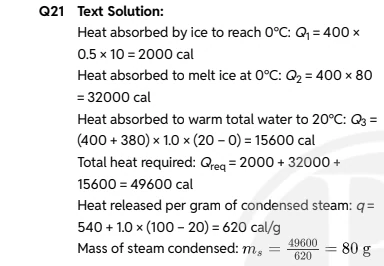 Q21 Text Solution:
Heat absorbed by ice to reach 0°C: Q₁ = 400 ×
0.5 × 10 = 2000 cal
Heat absorbed to melt ice at 0°C: Q₂ = 400 × 80
= 32000 cal
Heat absorbed to warm total water to 20°C: Q₃ =
(400 + 380) × 1.0 × (20 – 0) = 15600 cal
Total heat required: Q_req = 2000 + 32000 +
15600 = 49600 cal
Heat released per gram of condensed steam: q =
540 + 1.0 × (100 – 20) = 620 cal/g
Mass of steam condensed: mₛ = 49600/620 = 80 g